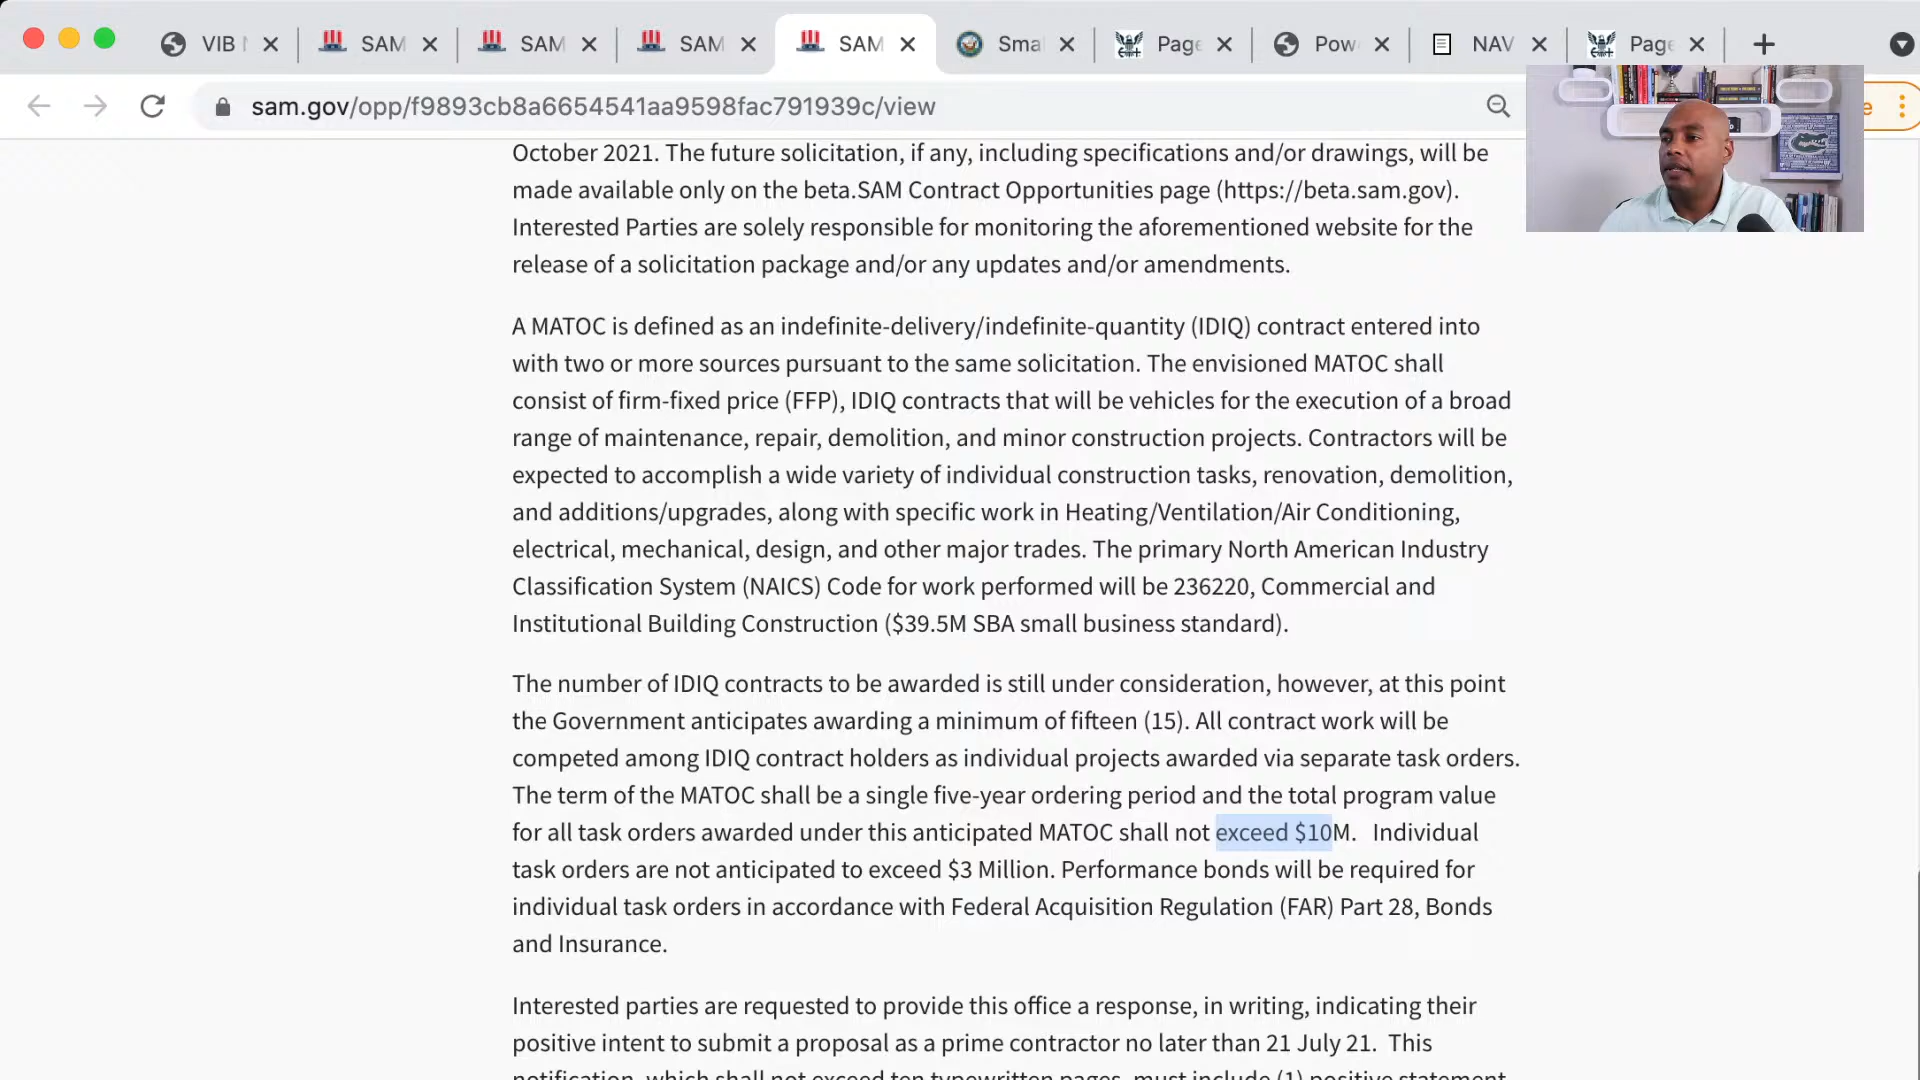 VIB
SAM
SAM
SAM
SAM
Sma
Page
Pow
NAV
Page
sam.gov/opp/f9893cb8a6654541aa9598fac791939c/view
October 2021. The future solicitation, if any, including specifications and/or drawings, will be
made available only on the beta.SAM Contract Opportunities page (https://beta.sam.gov).
Interested Parties are solely responsible for monitoring the aforementioned website for the
release of a solicitation package and/or any updates and/or amendments.
A MATOC is defined as an indefinite-delivery/indefinite-quantity (IDIQ) contract entered into
with two or more sources pursuant to the same solicitation. The envisioned MATOC shall
consist of firm-fixed price (FFP), IDIQ contracts that will be vehicles for the execution of a broad
range of maintenance, repair, demolition, and minor construction projects. Contractors will be
expected to accomplish a wide variety of individual construction tasks, renovation, demolition,
and additions/upgrades, along with specific work in Heating/Ventilation/Air Conditioning,
electrical, mechanical, design, and other major trades. The primary North American Industry
Classification System (NAICS) Code for work performed will be 236220, Commercial and
Institutional Building Construction ($39.5M SBA small business standard).
The number of IDIQ contracts to be awarded is still under consideration, however, at this point
the Government anticipates awarding a minimum of fifteen (15). All contract work will be
competed among IDIQ contract holders as individual projects awarded via separate task orders.
The term of the MATOC shall be a single five-year ordering period and the total program value
for all task orders awarded under this anticipated MATOC shall not exceed $10M. Individual
task orders are not anticipated to exceed $3 Million. Performance bonds will be required for
individual task orders in accordance with Federal Acquisition Regulation (FAR) Part 28, Bonds
and Insurance.
Interested parties are requested to provide this office a response, in writing, indicating their
positive intent to submit a proposal as a prime contractor no later than 21 July 21. This
notification, which shall not exceed ten typewritten pages, must include (1) positive statement